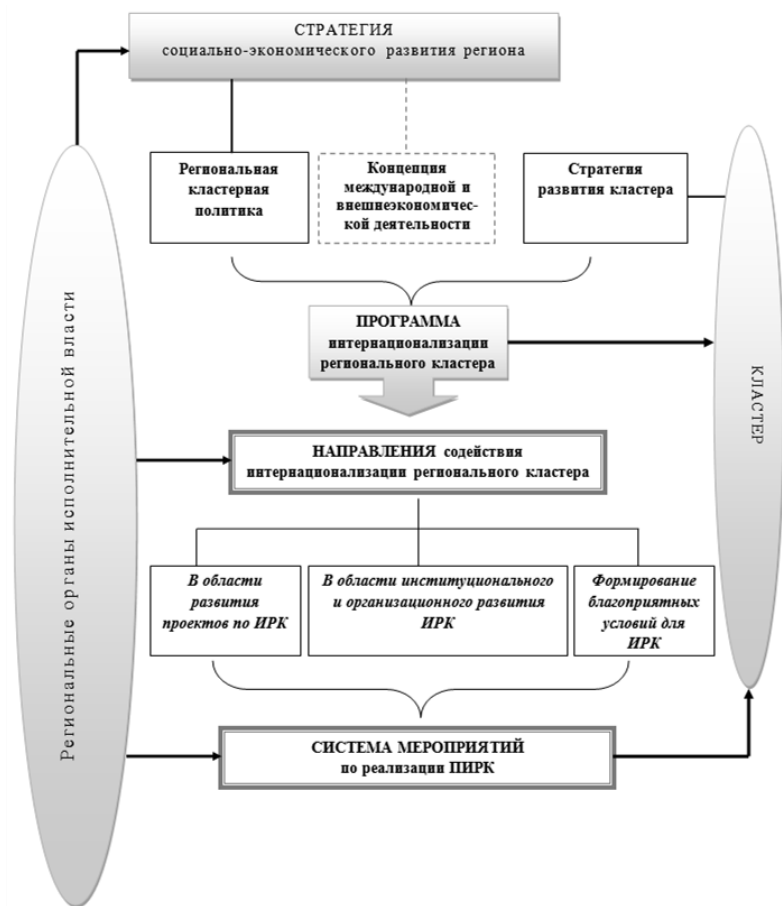 СТРАТЕГИЯ
социально-экономического развития региона
Региональная
кластерная
политика
Концепция
международной и
внешнеэкономичес-
кой деятельности
Стратегия
развития кластера
ПРОГРАММА
интернационализации
регионального кластера
НАПРАВЛЕНИЯ содействия
интернационализации регионального кластера
В области
развития
проектов по ИРК
В области институционального
и организационного развития
ИРК
Формирование
благоприятных
условий для
ИРК
СИСТЕМА МЕРОПРИЯТИЙ
по реализации ПИРК
Региональные органы исполнительной власти
КЛАСТЕР